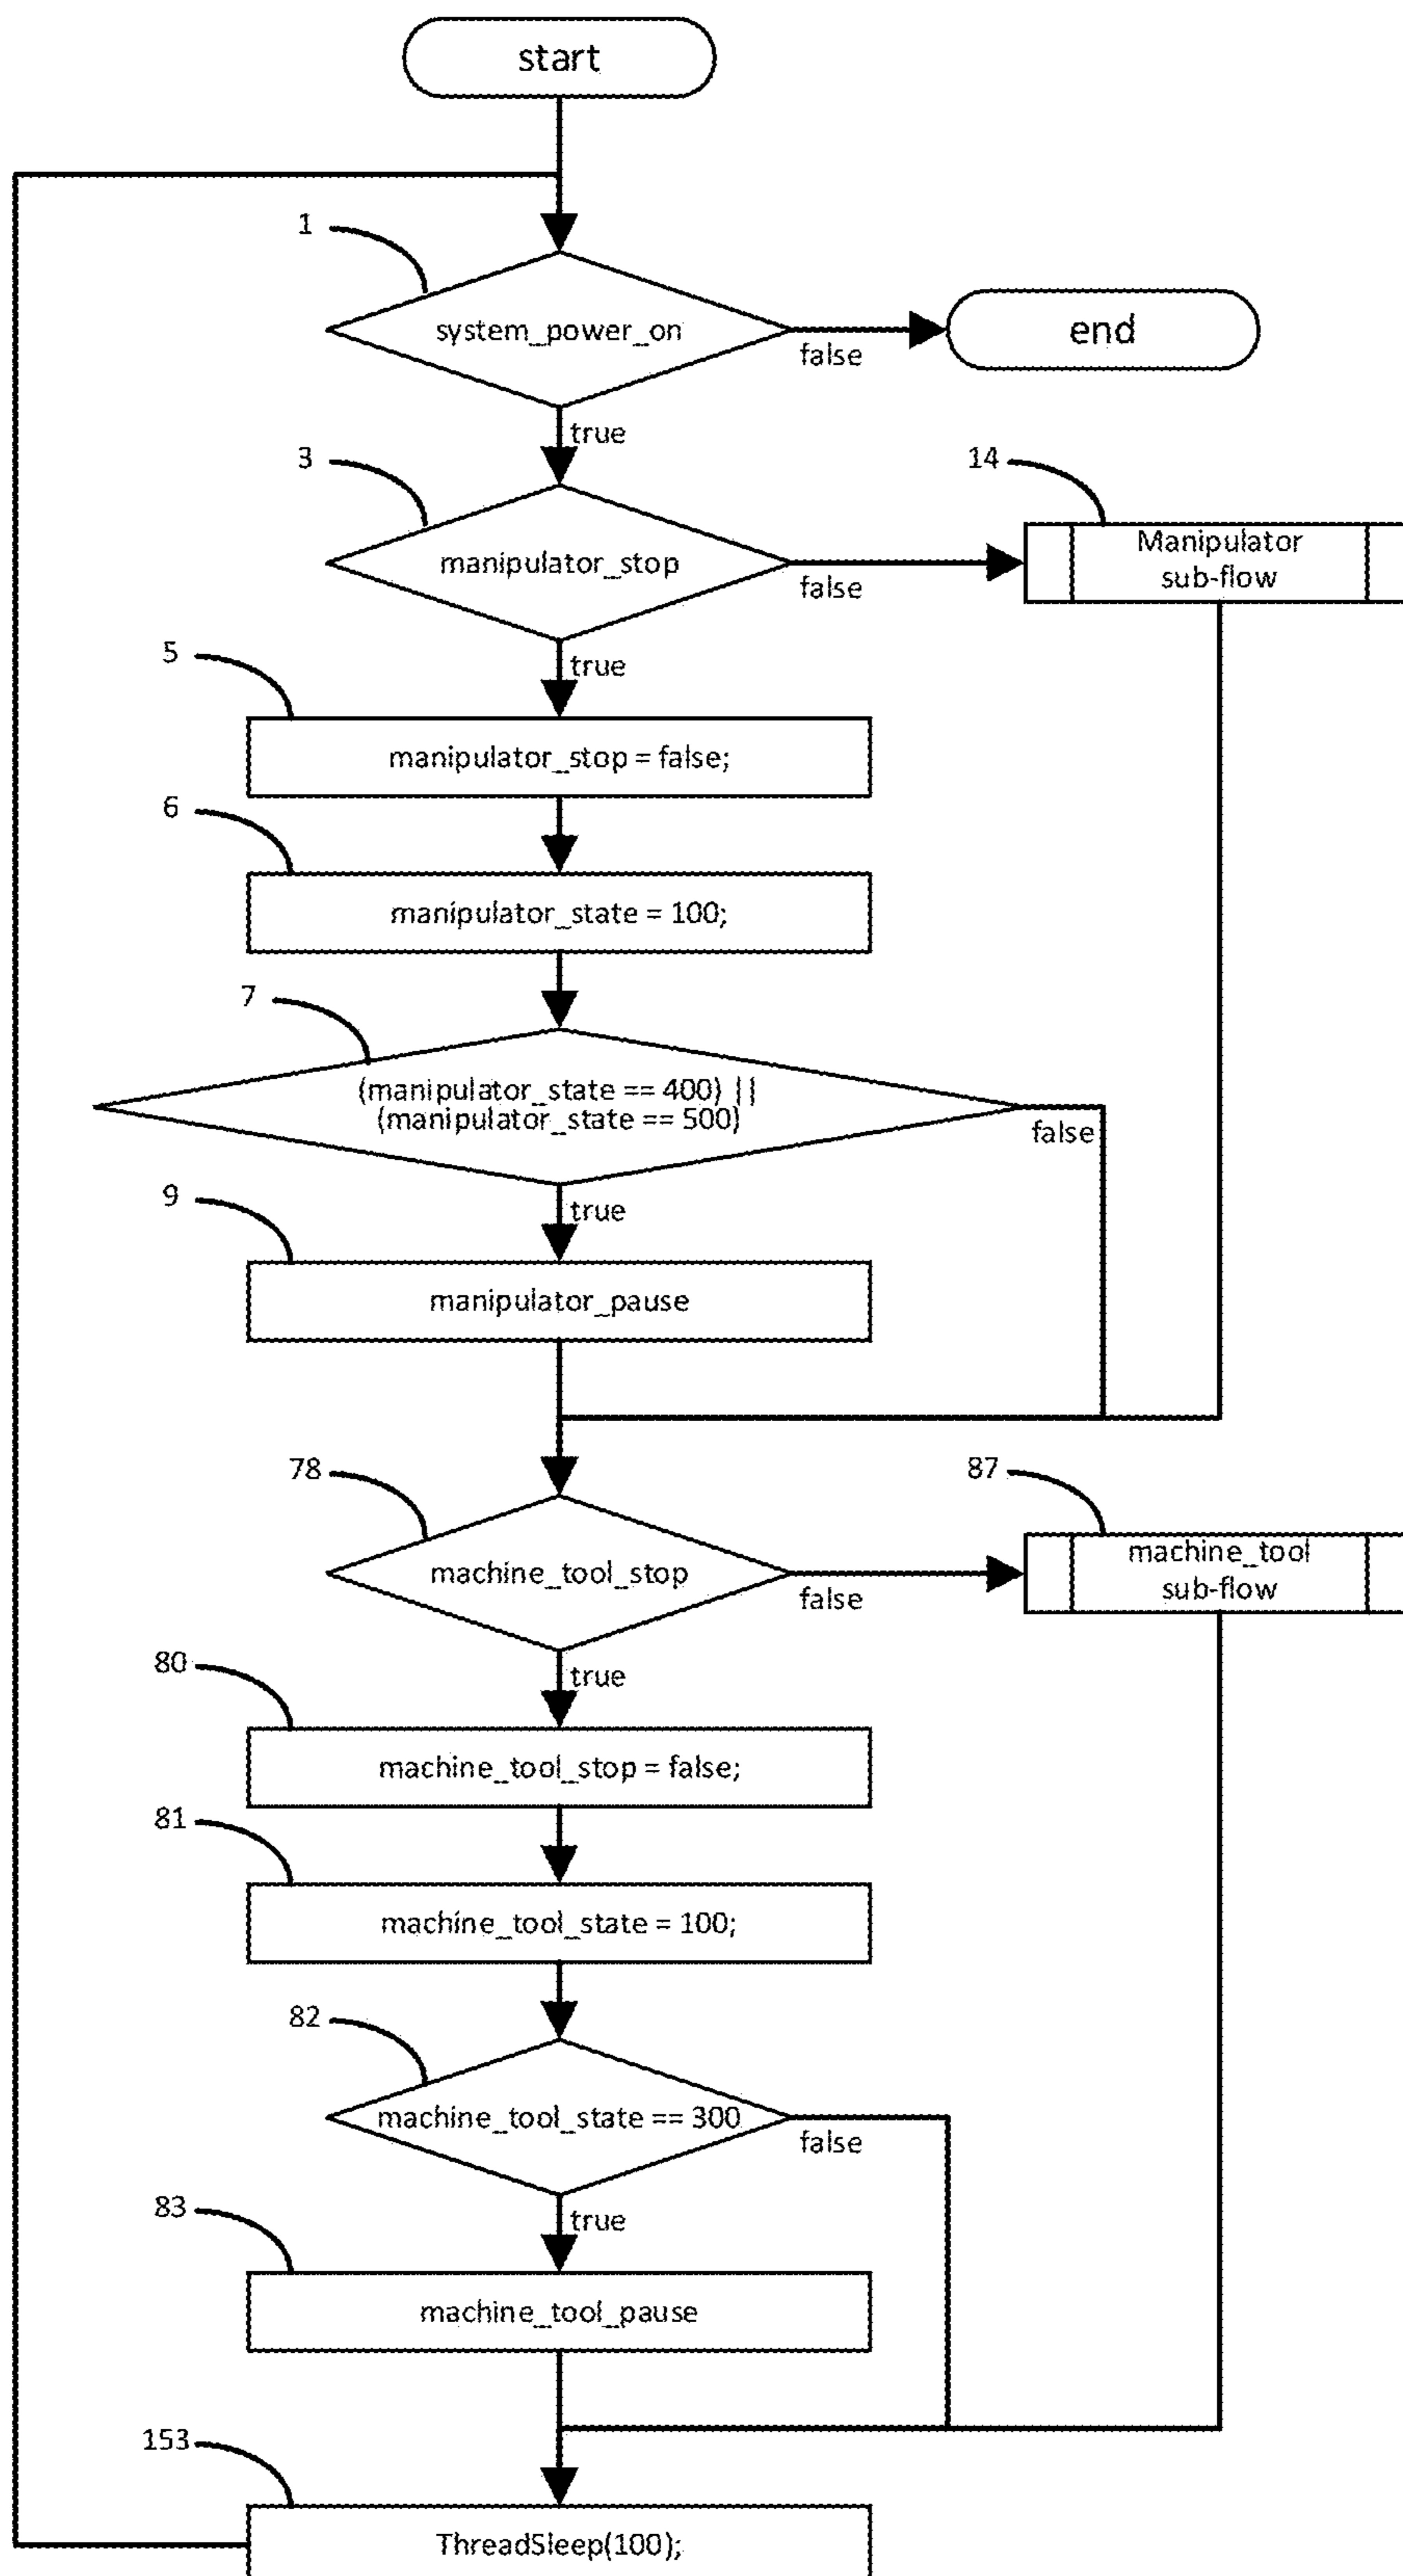 start
1
system_power_on
false
end
true
3
manipulator_stop
false
14
Manipulator
sub-flow
true
5
manipulator_stop = false;
6
manipulator_state = 100;
7
(manipulator_state == 400) ||
(manipulator_state == 500)
false
true
9
manipulator_pause
78
machine_tool_stop
false
87
machine_tool
sub-flow
true
80
machine_tool_stop = false;
81
machine_tool_state = 100;
82
machine_tool_state == 300
false
true
83
machine_tool_pause
153
ThreadSleep(100);